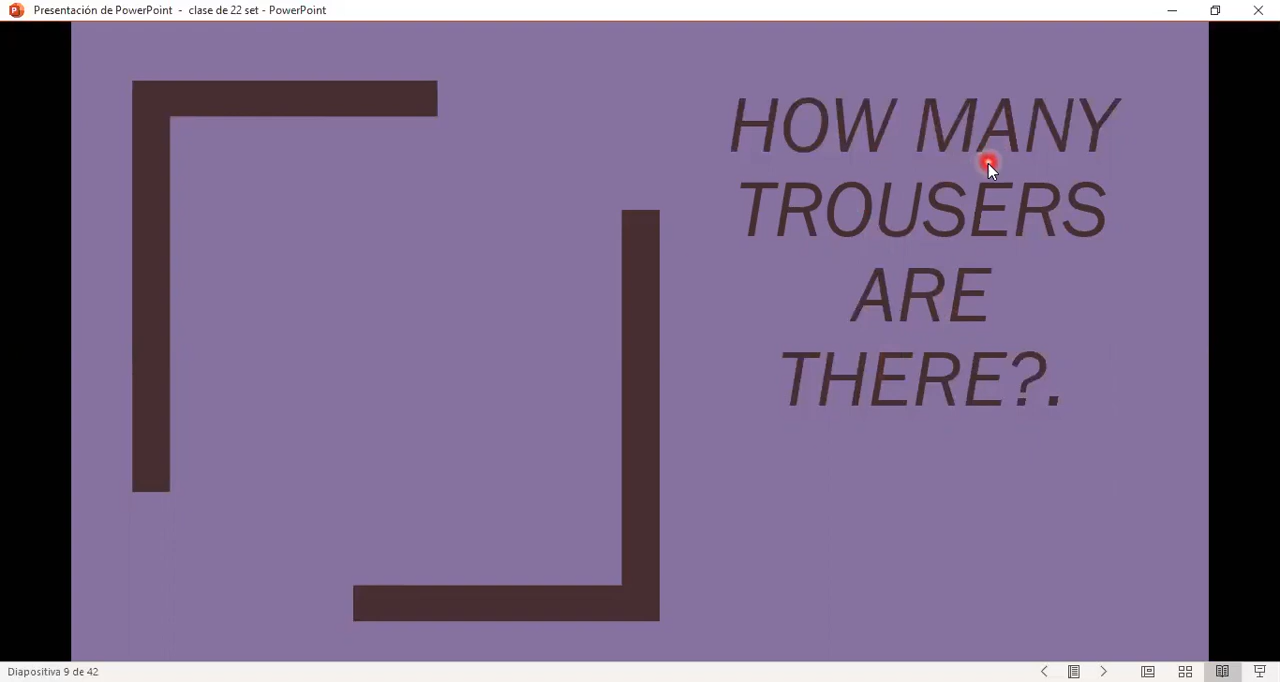 Presentación de PowerPoint - clase de 22 set - PowerPoint
HOW MANY
TROUSERS
ARE
THERE?.
Diapositiva 9 de 42